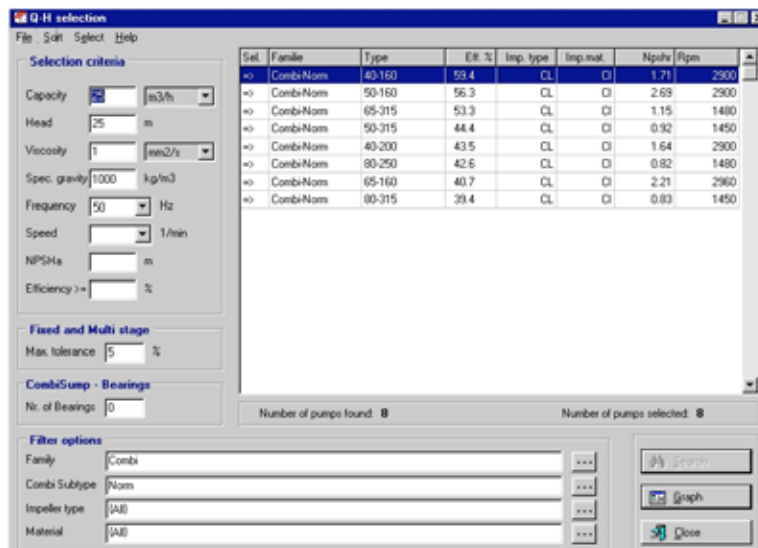 Q-H selection
File Sort Select Help
Selection criteria
Capacity 25 m3/h
Head 25 m
Viscosity 1 mm2/s
Spec. gravity 1000 kg/m3
Frequency 50 Hz
Speed 1/min
NPSHa m
Efficiency >= %
Fixed and Multi stage
Max. tolerance 5 %
CombiSump - Bearings
Nr. of Bearings 0
Sel. Familie Type Eff. % Imp. type Imp.mat. Npshr Rpm
=> Combi-Norm 40-160 59.4 CL CI 1.71 2900
=> Combi-Norm 50-160 56.3 CL CI 2.69 2900
=> Combi-Norm 65-315 53.3 CL CI 1.15 1480
=> Combi-Norm 50-315 44.4 CL CI 0.92 1450
=> Combi-Norm 40-200 43.5 CL CI 1.64 2900
=> Combi-Norm 80-250 42.6 CL CI 0.82 1480
=> Combi-Norm 65-160 40.7 CL CI 2.21 2960
=> Combi-Norm 80-315 39.4 CL CI 0.83 1450
Number of pumps found: 8 Number of pumps selected: 8
Filter options
Family Combi ...
Combi Subtype Norm ...
Impeller type (All) ...
Material (All) ...
Search
Graph
Close